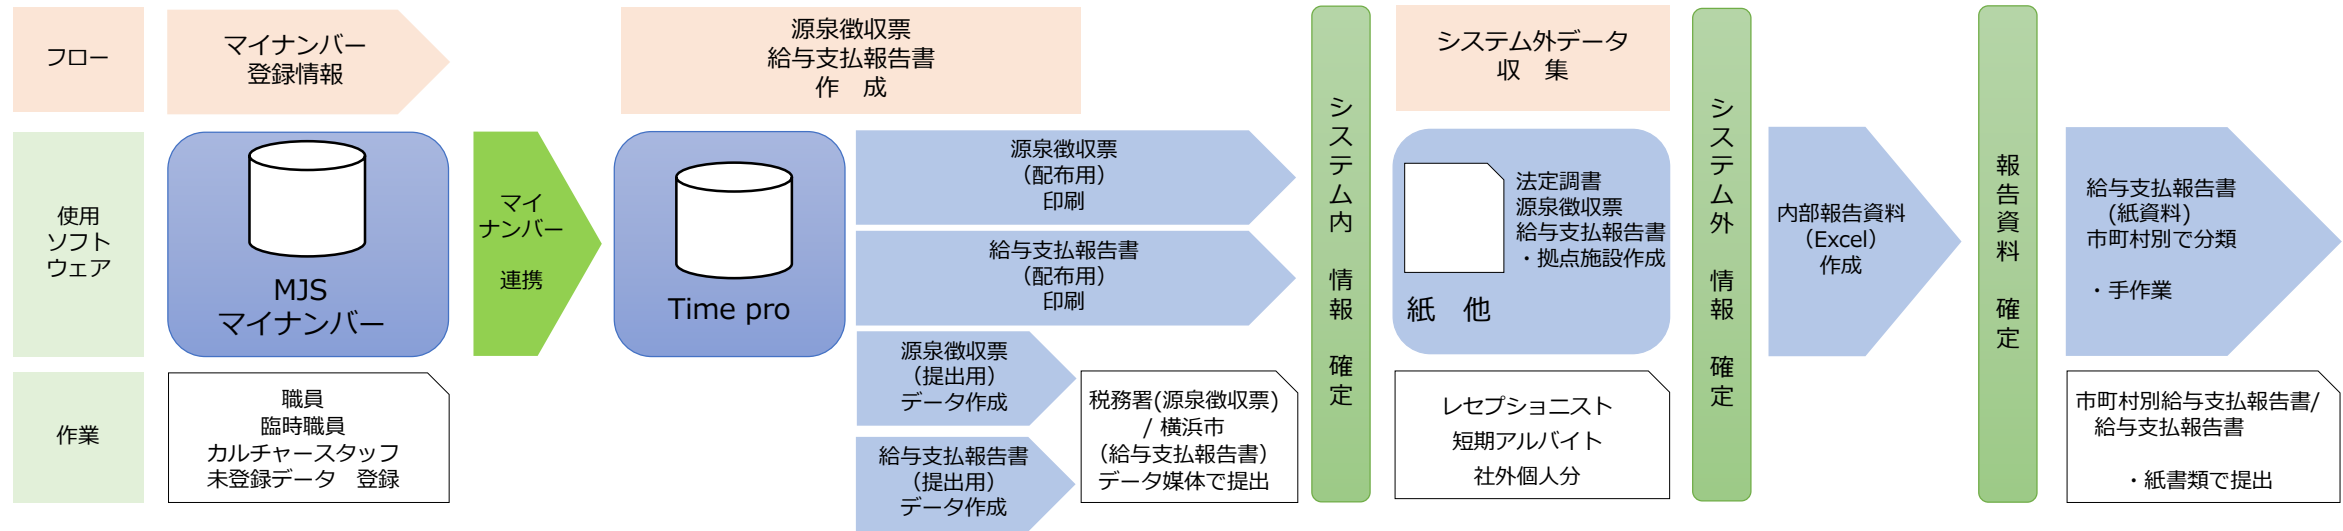 フロー
マイナンバー
登録情報
源泉徴収票
給与支払報告書
作　成
システム外データ
収　集
使用
ソフト
ウェア
MJS
マイナンバー
マイ
ナンバー
連携
Time pro
源泉徴収票
（配布用）
印刷
給与支払報告書
（配布用）
印刷
源泉徴収票
（提出用）
データ作成
給与支払報告書
（提出用）
データ作成
税務署(源泉徴収票)
/ 横浜市
（給与支払報告書）
データ媒体で提出
システム内　情報　確定
法定調書
源泉徴収票
給与支払報告書
・拠点施設作成
紙　他
システム外　情報　確定
内部報告資料
（Excel）
作成
報告資料　確定
給与支払報告書
（紙資料）
市町村別で分類
・手作業
作業
職員
臨時職員
カルチャースタッフ
未登録データ　登録
レセプショニスト
短期アルバイト
社外個人分
市町村別給与支払報告書/
給与支払報告書
・紙書類で提出